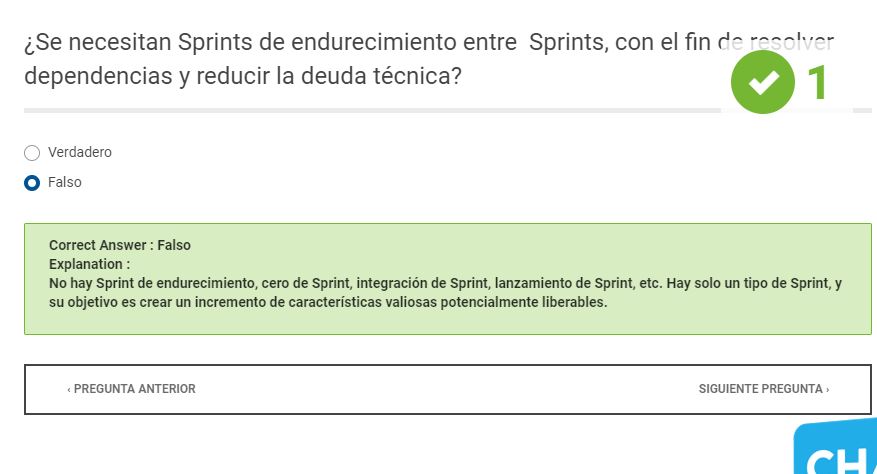 ¿Se necesitan Sprints de endurecimiento entre Sprints, con el fin de resolver
dependencias y reducir la deuda técnica?
1
Verdadero
Falso
Correct Answer : Falso
Explanation :
No hay Sprint de endurecimiento, cero de Sprint, integración de Sprint, lanzamiento de Sprint, etc. Hay solo un tipo de Sprint, y
su objetivo es crear un incremento de características valiosas potencialmente liberables.
‹ PREGUNTA ANTERIOR
SIGUIENTE PREGUNTA ›